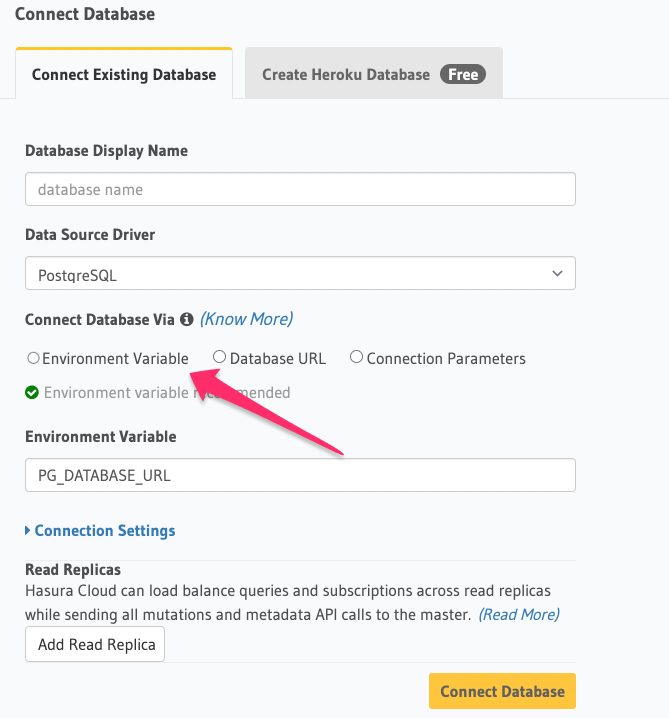 Connect Database
Connect Existing Database
Create Heroku Database Free
Database Display Name
database name
Data Source Driver
PostgreSQL
Connect Database Via (Know More)
Environment Variable Database URL Connection Parameters
Environment variable recommended
Environment Variable
PG_DATABASE_URL
Connection Settings
Read Replicas
Hasura Cloud can load balance queries and subscriptions across read replicas
while sending all mutations and metadata API calls to the master. (Read More)
Add Read Replica
Connect Database